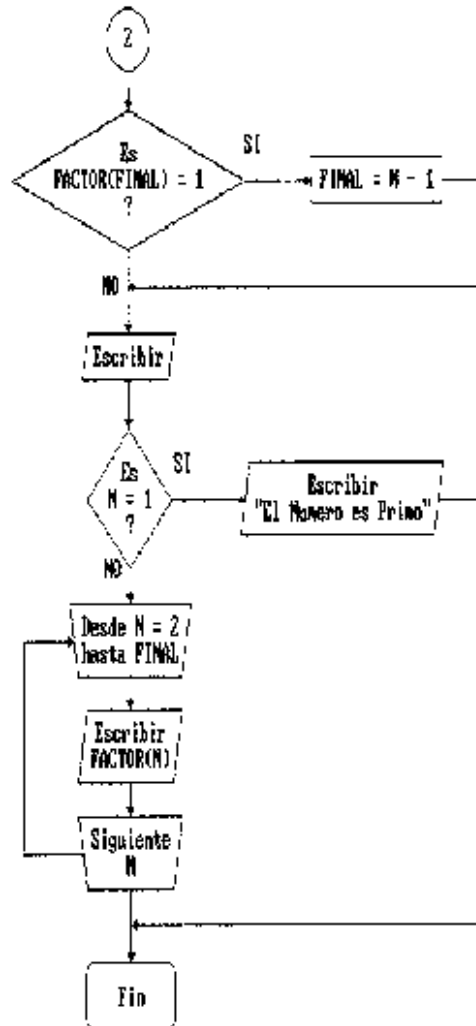 2
Es
FACTOR(FINAL) = 1
?
SI
FINAL = N - 1
NO
Escribir
Es
N = 1
?
SI
Escribir
"El Numero es Primo"
NO
Desde N = 2
hasta FINAL
Escribir
FACTOR(N)
Siguiente
N
Fin